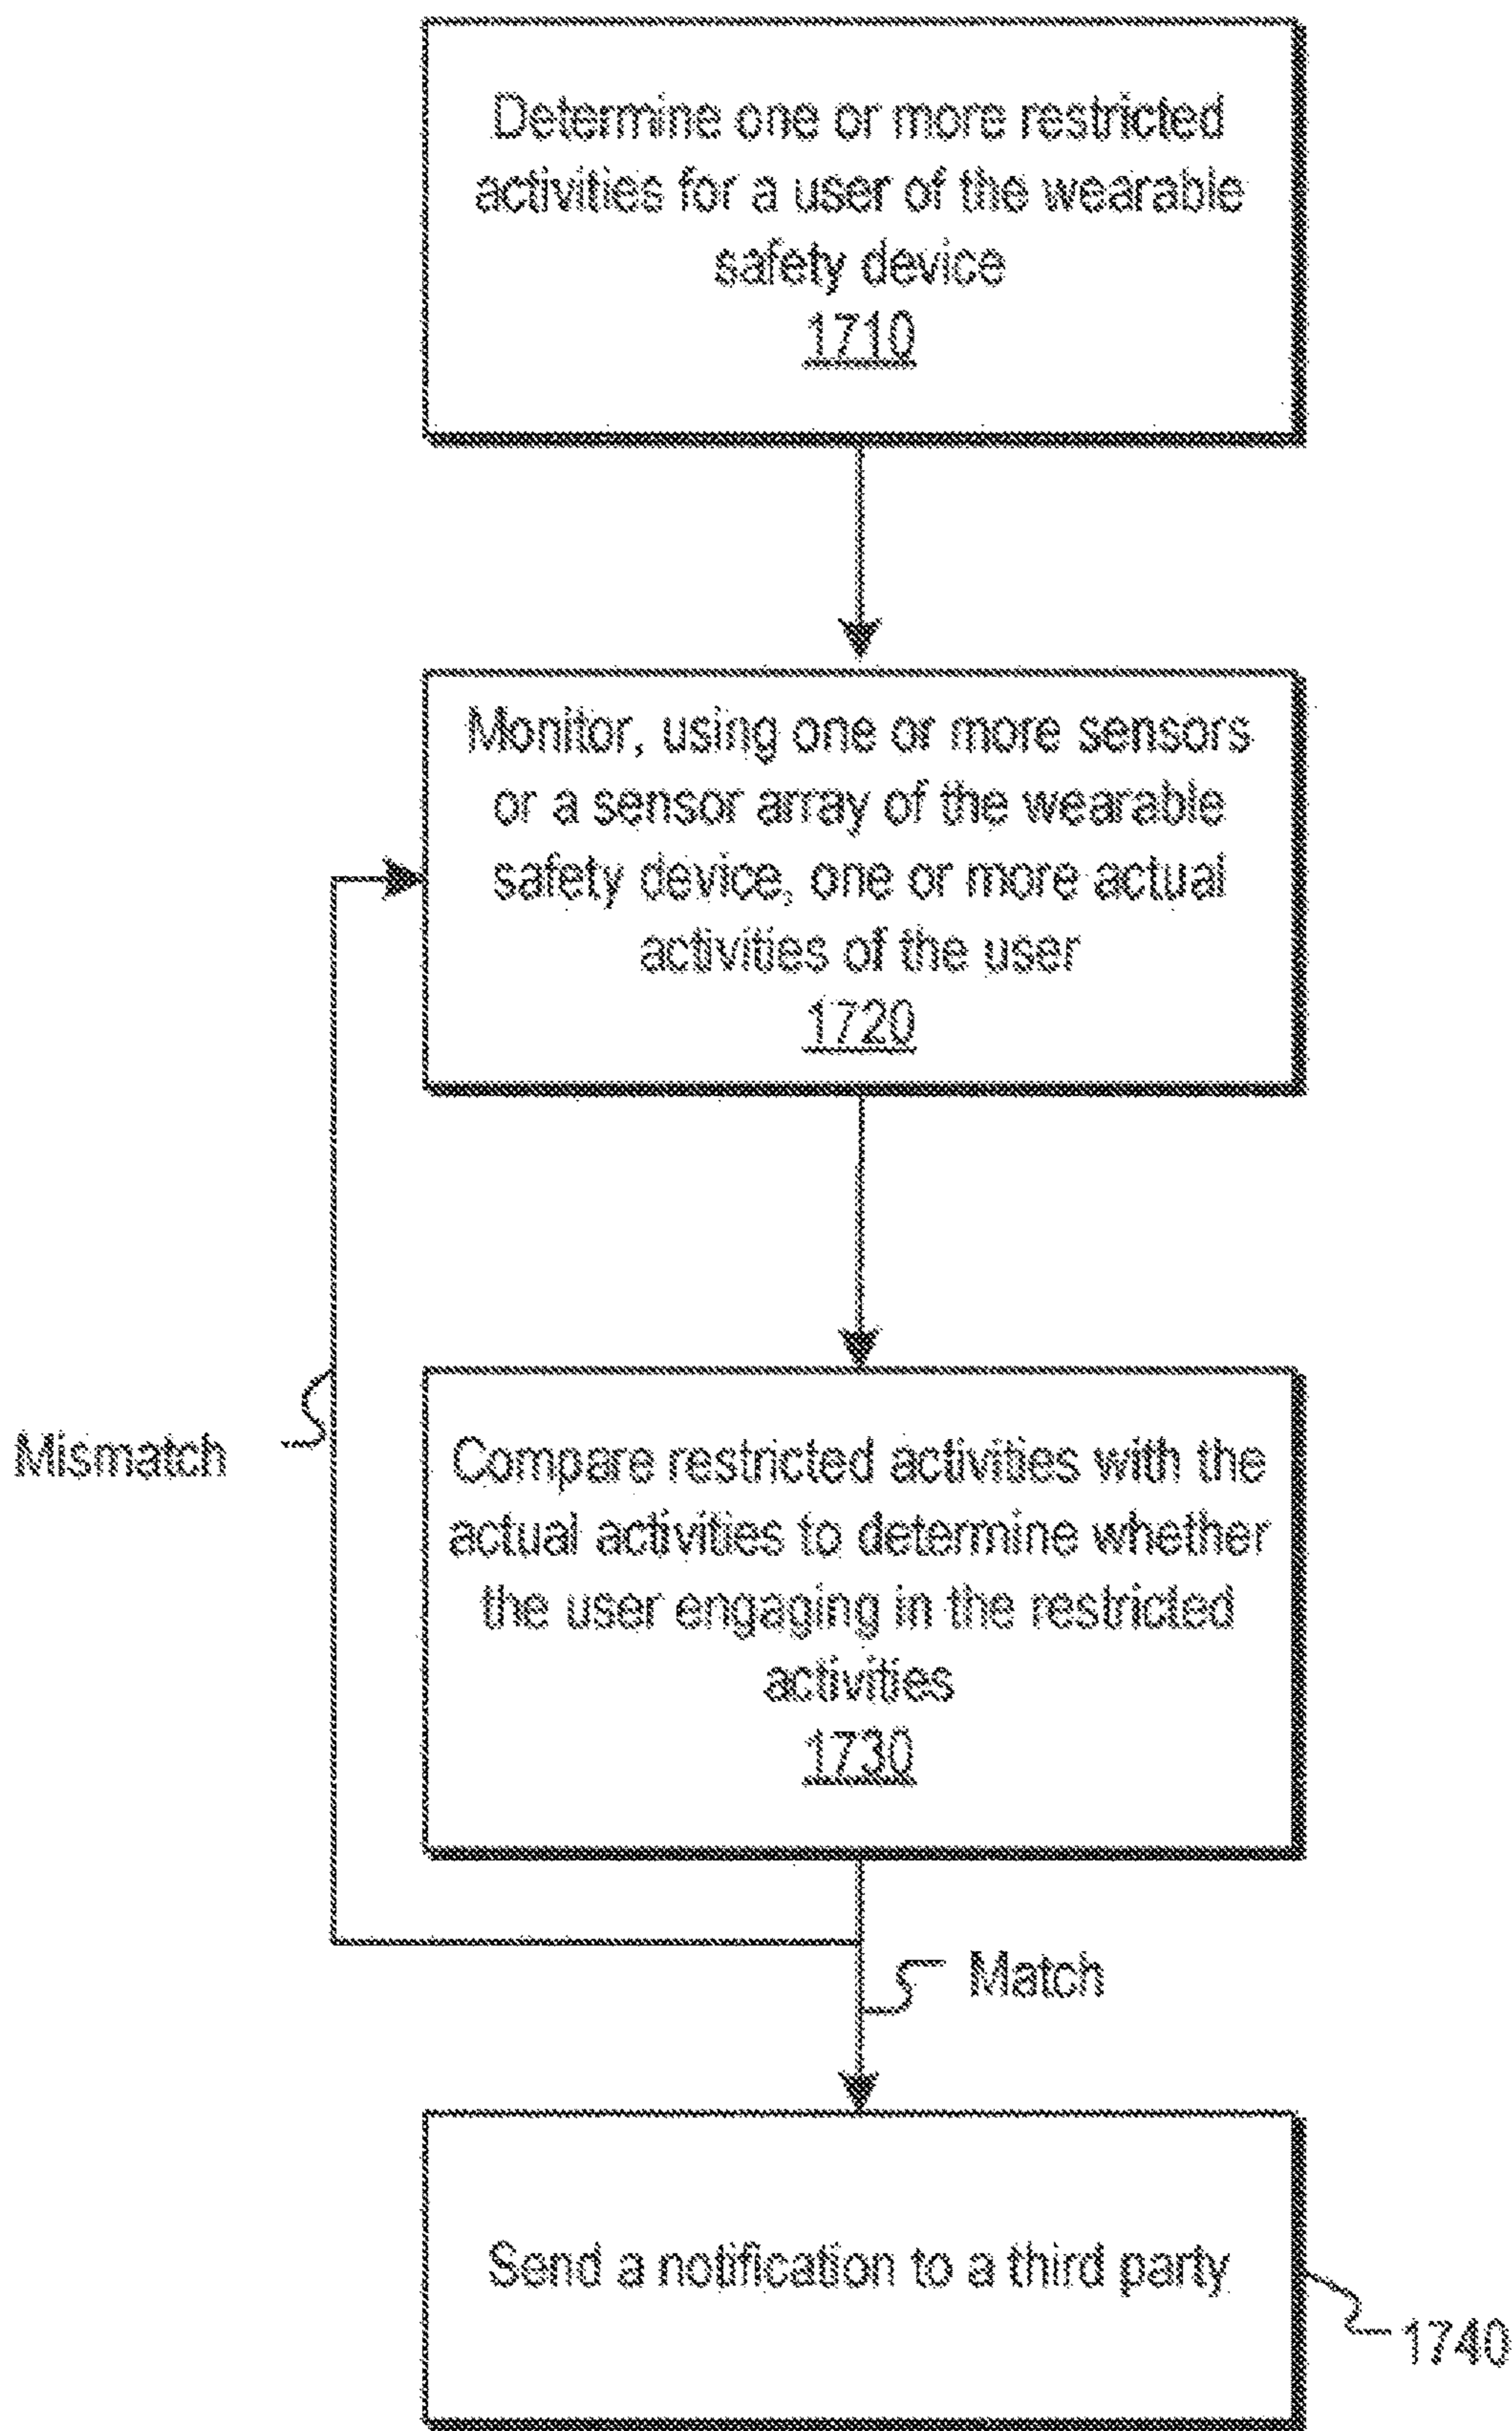 Determine one or more restricted
activities for a user of the wearable
safety device
1710
Monitor, using one or more sensors
or a sensor array of the wearable
safety device, one or more actual
activities of the user
1720
Mismatch
Compare restricted activities with the
actual activities to determine whether
the user engaging in the restricted
activities
1730
Match
Send a notification to a third party
1740